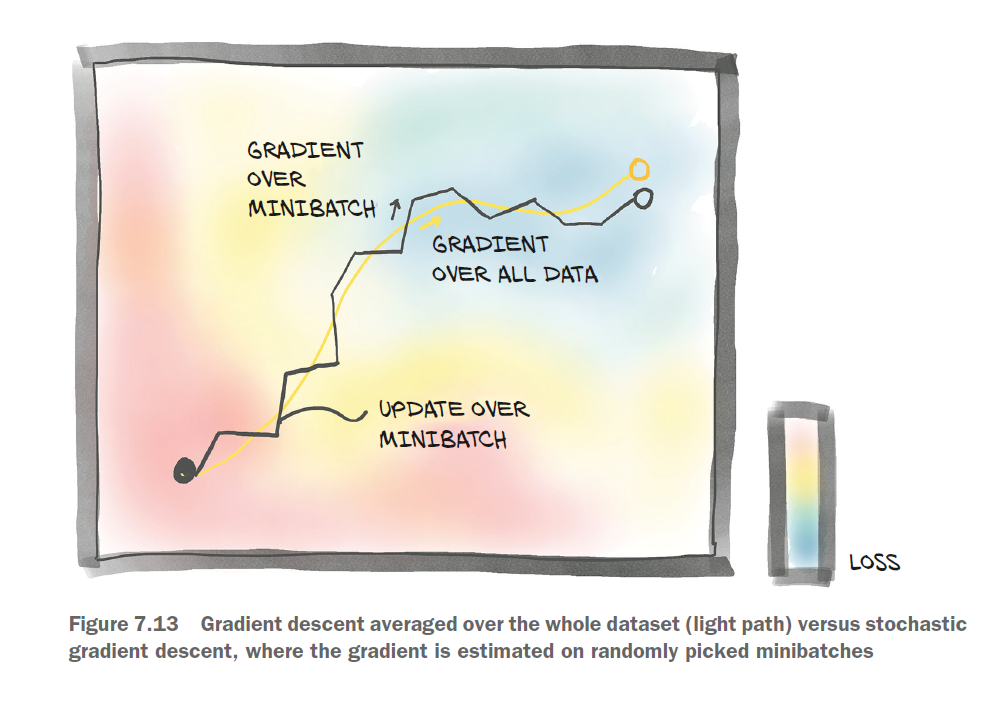 GRADIENT
OVER
MINIBATCH
GRADIENT
OVER ALL DATA
UPDATE OVER
MINIBATCH
LOSS
Figure 7.13 Gradient descent averaged over the whole dataset (light path) versus stochastic
gradient descent, where the gradient is estimated on randomly picked minibatches